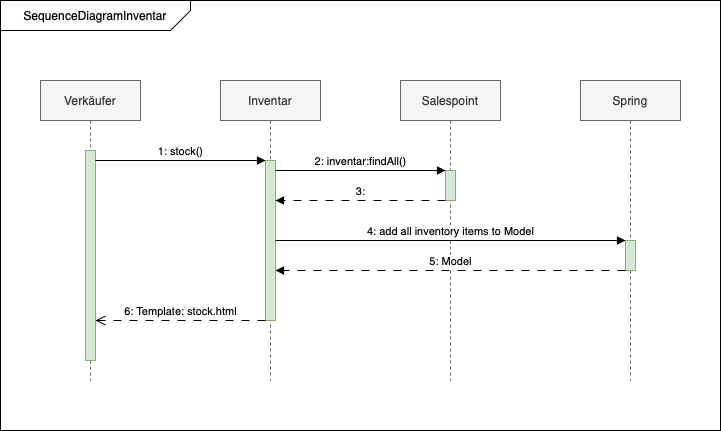 SequenceDiagramInventar
Verkäufer
Inventar
Salespoint
Spring
1: stock()
2: inventar:findAll()
3:
4: add all inventory items to Model
5: Model
6: Template: stock.html